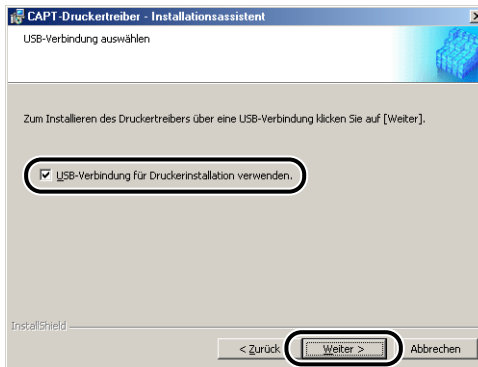 CAPT-Druckertreiber - Installationsassistent
USB-Verbindung auswählen
Zum Installieren des Druckertreibers über eine USB-Verbindung klicken Sie auf [Weiter].
USB-Verbindung für Druckerinstallation verwenden.
InstallShield
< Zurück Weiter > Abbrechen